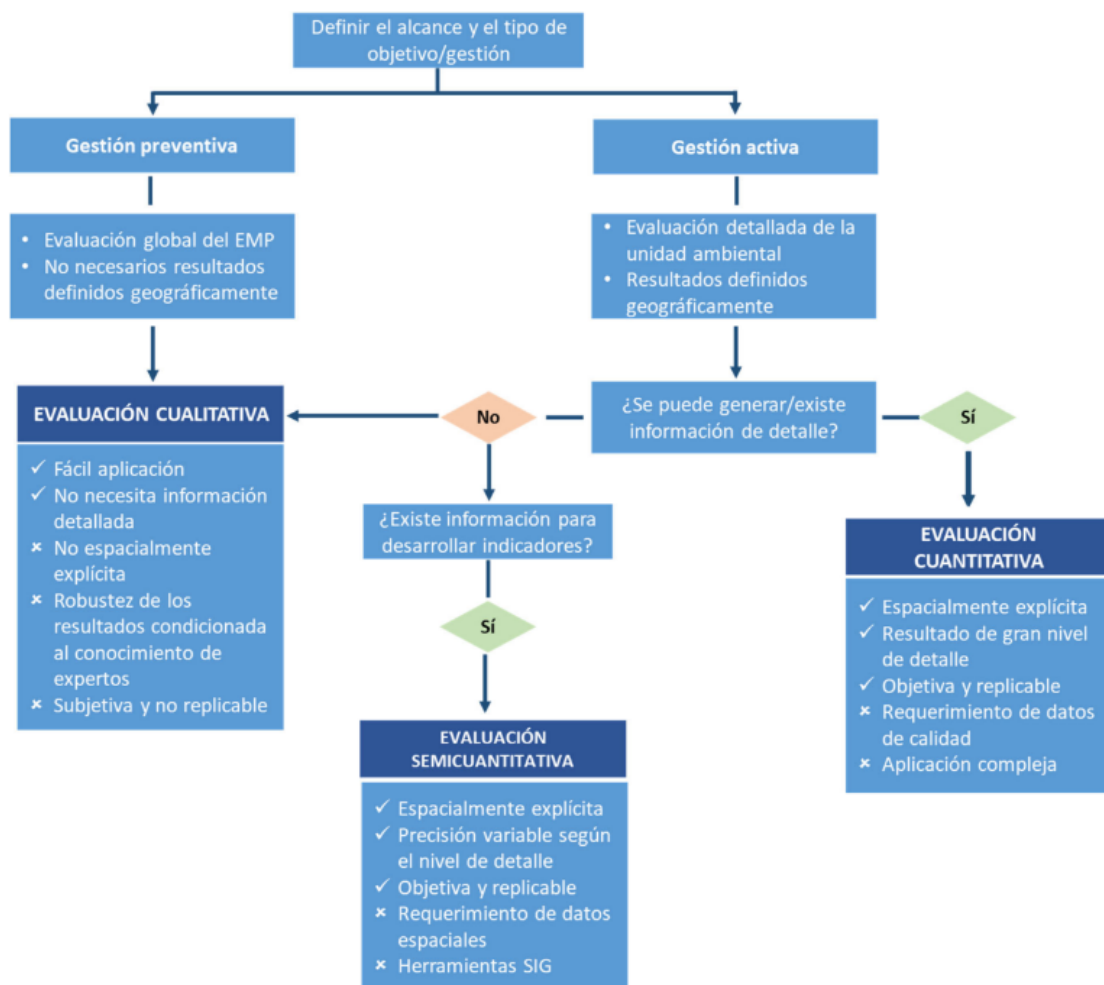 Definir el alcance y el tipo de
objetivo/gestión
Gestión preventiva
Gestión activa
• Evaluación global del EMP
• No necesarios resultados
definidos geográficamente
• Evaluación detallada de la
unidad ambiental
• Resultados definidos
geográficamente
EVALUACIÓN CUALITATIVA
✓ Fácil aplicación
✓ No necesita información
detallada
× No espacialmente
explícita
× Robustez de los
resultados condicionada
al conocimiento de
expertos
× Subjetiva y no replicable
No
¿Se puede generar/existe
información de detalle?
Sí
¿Existe información para
desarrollar indicadores?
Sí
EVALUACIÓN
SEMICUANTITATIVA
✓ Espacialmente explícita
✓ Precisión variable según
el nivel de detalle
✓ Objetiva y replicable
× Requerimiento de datos
espaciales
× Herramientas SIG
EVALUACIÓN
CUANTITATIVA
✓ Espacialmente explícita
✓ Resultado de gran nivel
de detalle
✓ Objetiva y replicable
× Requerimiento de datos
de calidad
× Aplicación compleja